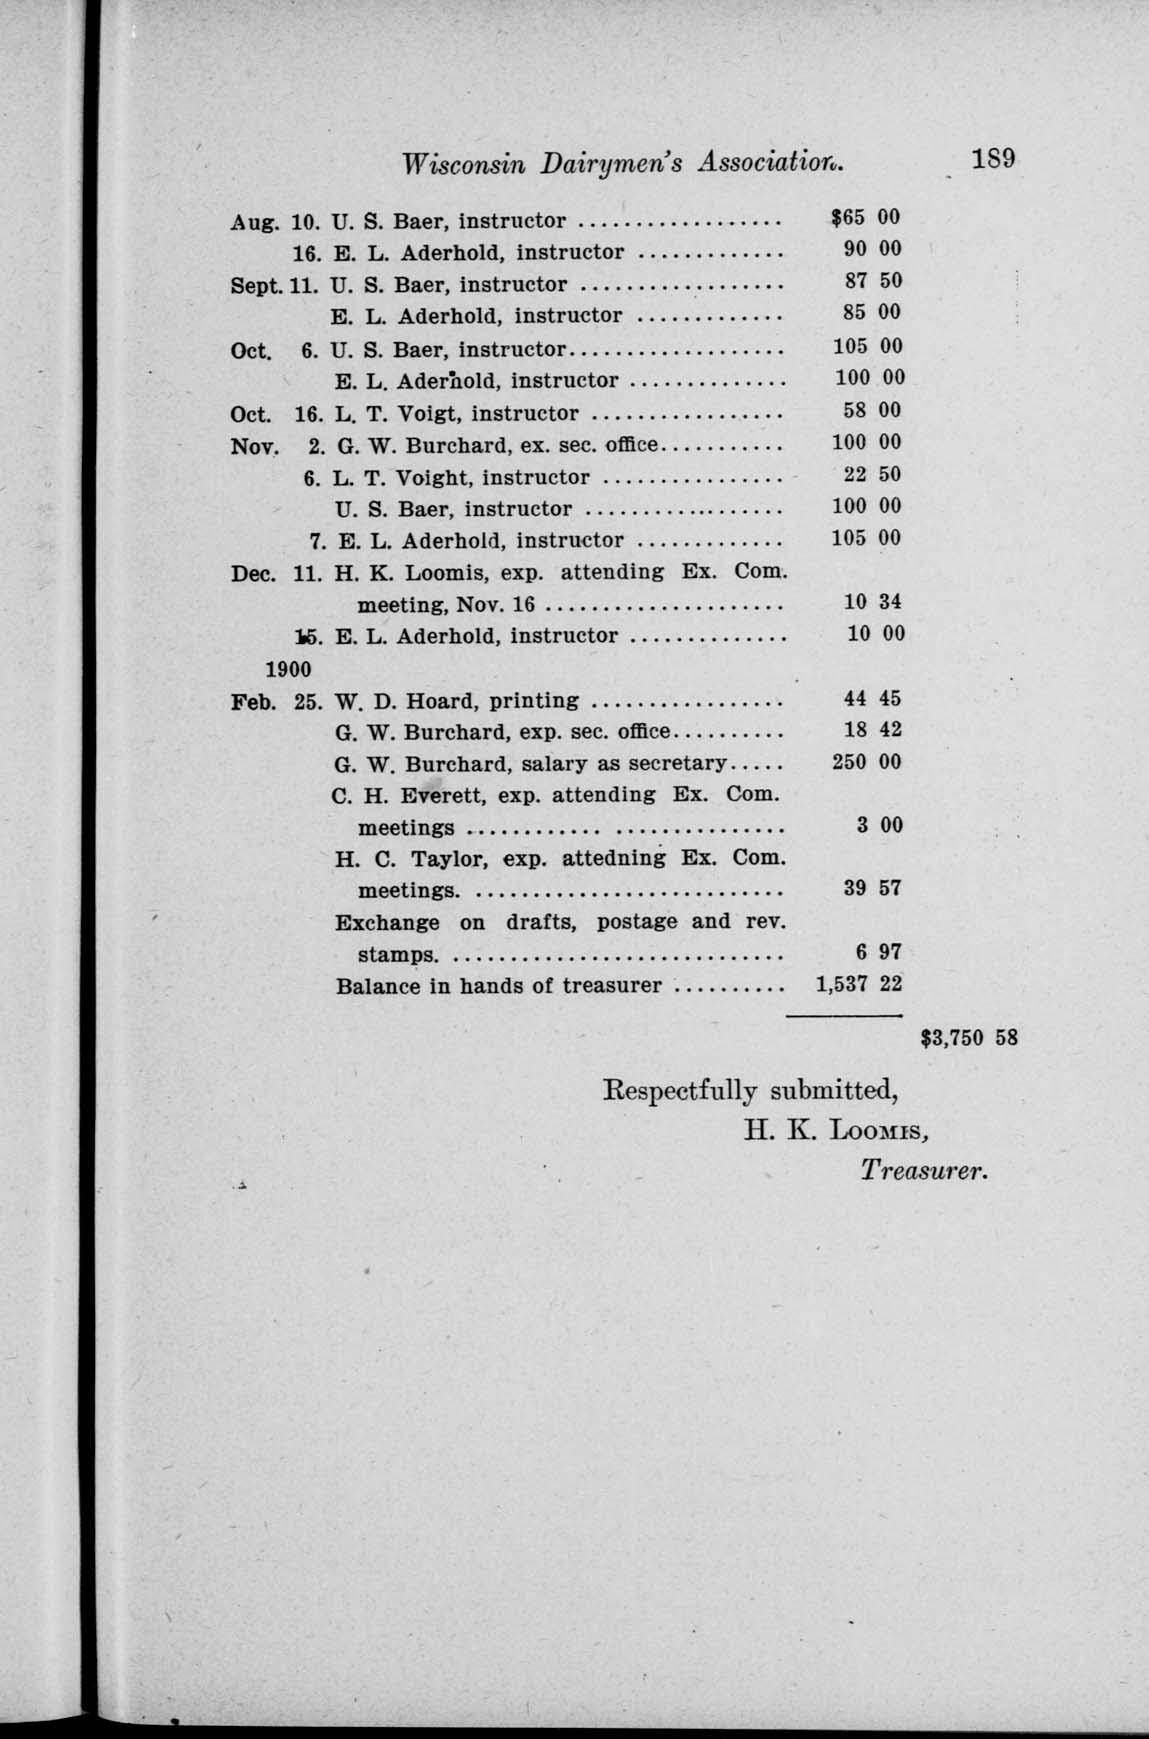 Wisconsin Dairymen's Association. 189
Aug. 10. U. S. Baer, instructor ................... $65 00
16. E. L. Aderhold, instructor ............. 90 00
Sept. 11. U. S. Baer, instructor .................. 87 50
E. L. Aderhold, instructor ............. 85 00
Oct. 6. U. S. Baer, instructor................... 105 00
E. L. Aderhold, instructor .............. 100 00
Oct. 16. L. T. Voigt, instructor ................. 58 00
Nov. 2. G. W. Burchard, ex. sec. office........... 100 00
6. L. T. Voight, instructor ................ 22 50
U. S. Baer, instructor .................. 100 00
7. E. L. Aderhold, instructor ............. 105 00
Dec. 11. H. K. Loomis, exp. attending Ex. Com.
meeting, Nov. 16 ..................... 10 34
15. E. L. Aderhold, instructor .............. 10 00
1900
Feb. 25. W. D. Hoard, printing ................. 44 45
G. W. Burchard, exp. sec. office.......... 18 42
G. W. Burchard, salary as secretary..... 250 00
C. H. Everett, exp. attending Ex. Com.
meetings ............ ............... 3 00
H. C. Taylor, exp. attedning Ex. Com.
meetings. ........................... 39 57
Exchange on drafts, postage and rev.
stamps. ............................. 6 97
Balance in hands of treasurer .......... 1,537 22
$3,750 58
Respectfully submitted,
H. K. Loomis,
Treasurer.